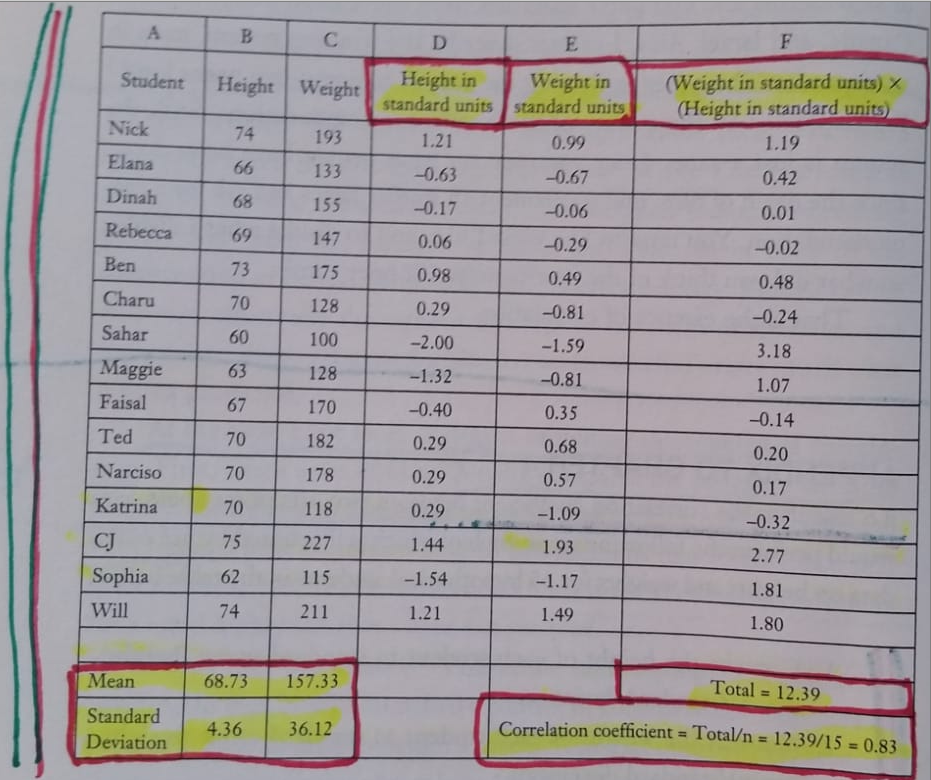 A B C D E F
Student Height Weight Height in standard units Weight in standard units (Weight in standard units) × (Height in standard units)
Nick 74 193 1.21 0.99 1.19
Elana 66 133 –0.63 –0.67 0.42
Dinah 68 155 –0.17 –0.06 0.01
Rebecca 69 147 0.06 –0.29 –0.02
Ben 73 175 0.98 0.49 0.48
Charu 70 128 0.29 –0.81 –0.24
Sahar 60 100 –2.00 –1.59 3.18
Maggie 63 128 –1.32 –0.81 1.07
Faisal 67 170 –0.40 0.35 –0.14
Ted 70 182 0.29 0.68 0.20
Narciso 70 178 0.29 0.57 0.17
Katrina 70 118 0.29 –1.09 –0.32
CJ 75 227 1.44 1.93 2.77
Sophia 62 115 –1.54 –1.17 1.81
Will 74 211 1.21 1.49 1.80
Mean 68.73 157.33 Total = 12.39
Standard Deviation 4.36 36.12 Correlation coefficient = Total/n = 12.39/15 = 0.83